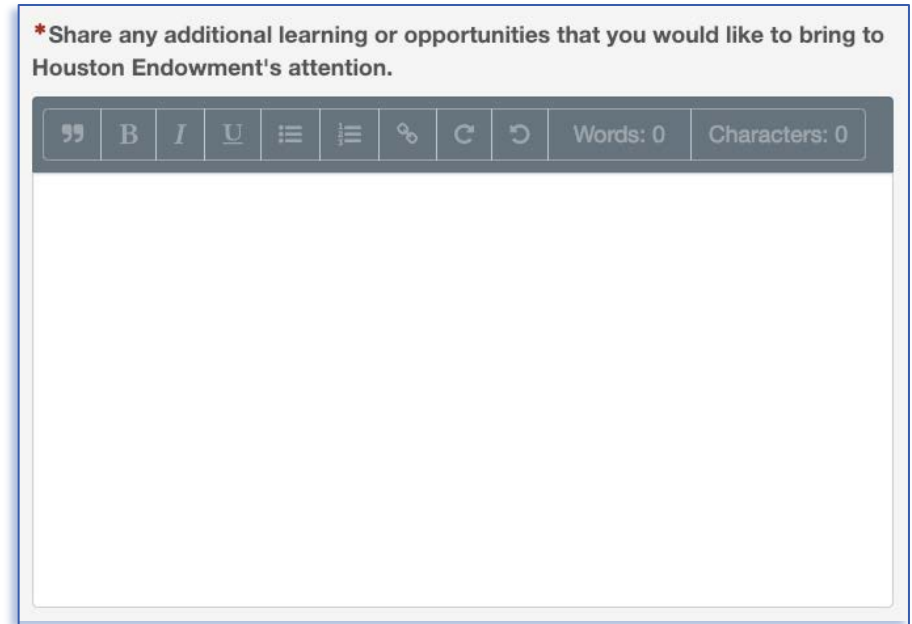 *Share any additional learning or opportunities that you would like to bring to
Houston Endowment's attention.
B I U Words: 0 Characters: 0